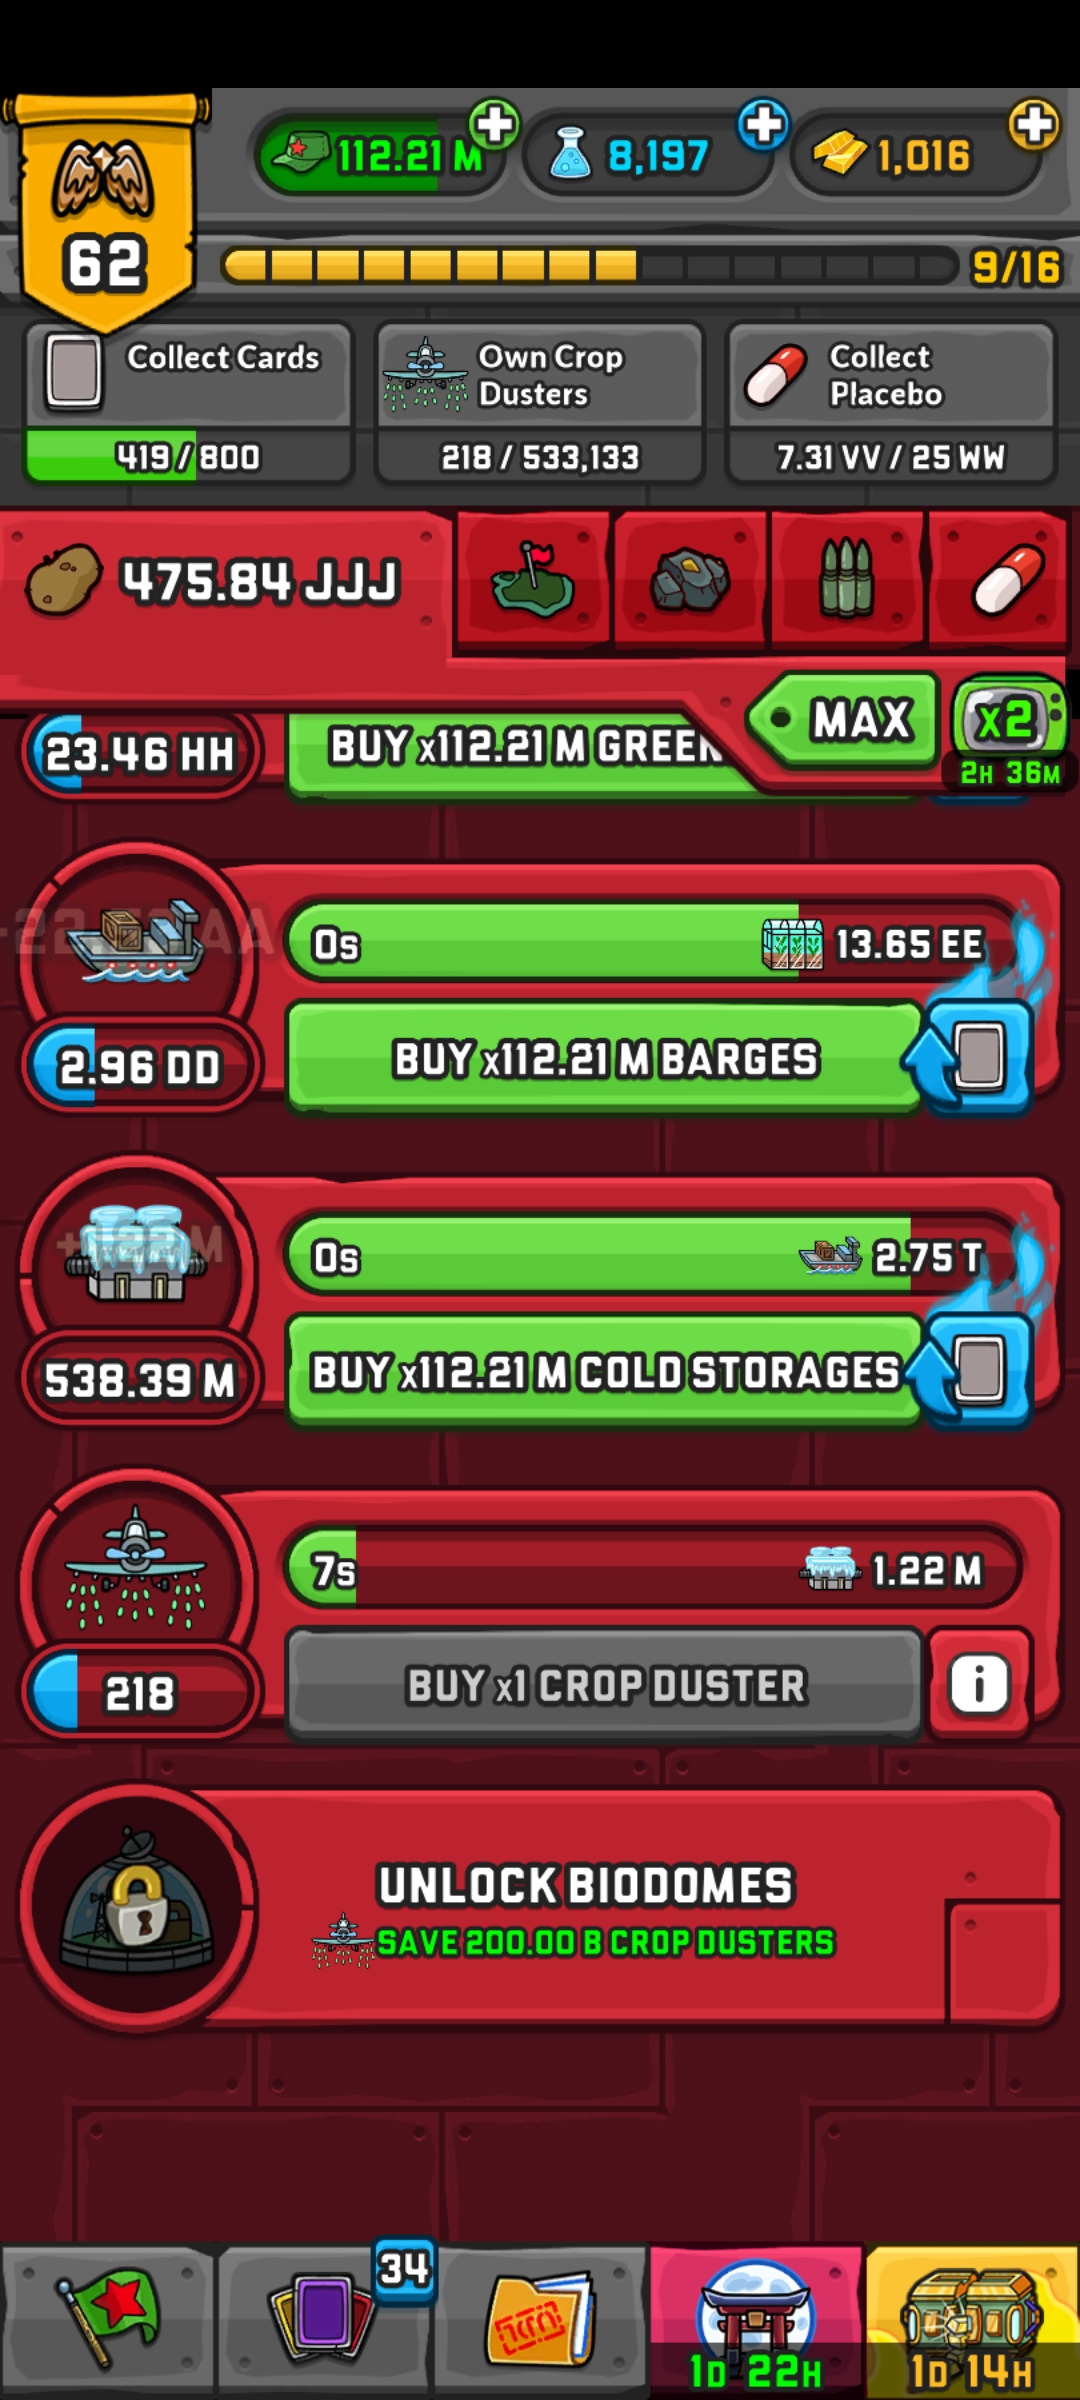 112.21 M
8,197
1,016
62
9/16
Collect Cards
419 / 800
Own Crop
Dusters
218 / 533,133
Collect
Placebo
7.31 VV / 25 WW
475.84 JJJ
MAX
x2
2H 36M
23.46 HH
BUY x112.21 M GREEN
0s
13.65 EE
2.96 DD
BUY x112.21 M BARGES
0s
2.75 T
538.39 M
BUY x112.21 M COLD STORAGES
7s
1.22 M
218
BUY x1 CROP DUSTER
i
UNLOCK BIODOMES
SAVE 200.00 B CROP DUSTERS
34
1D 22H
1D 14H